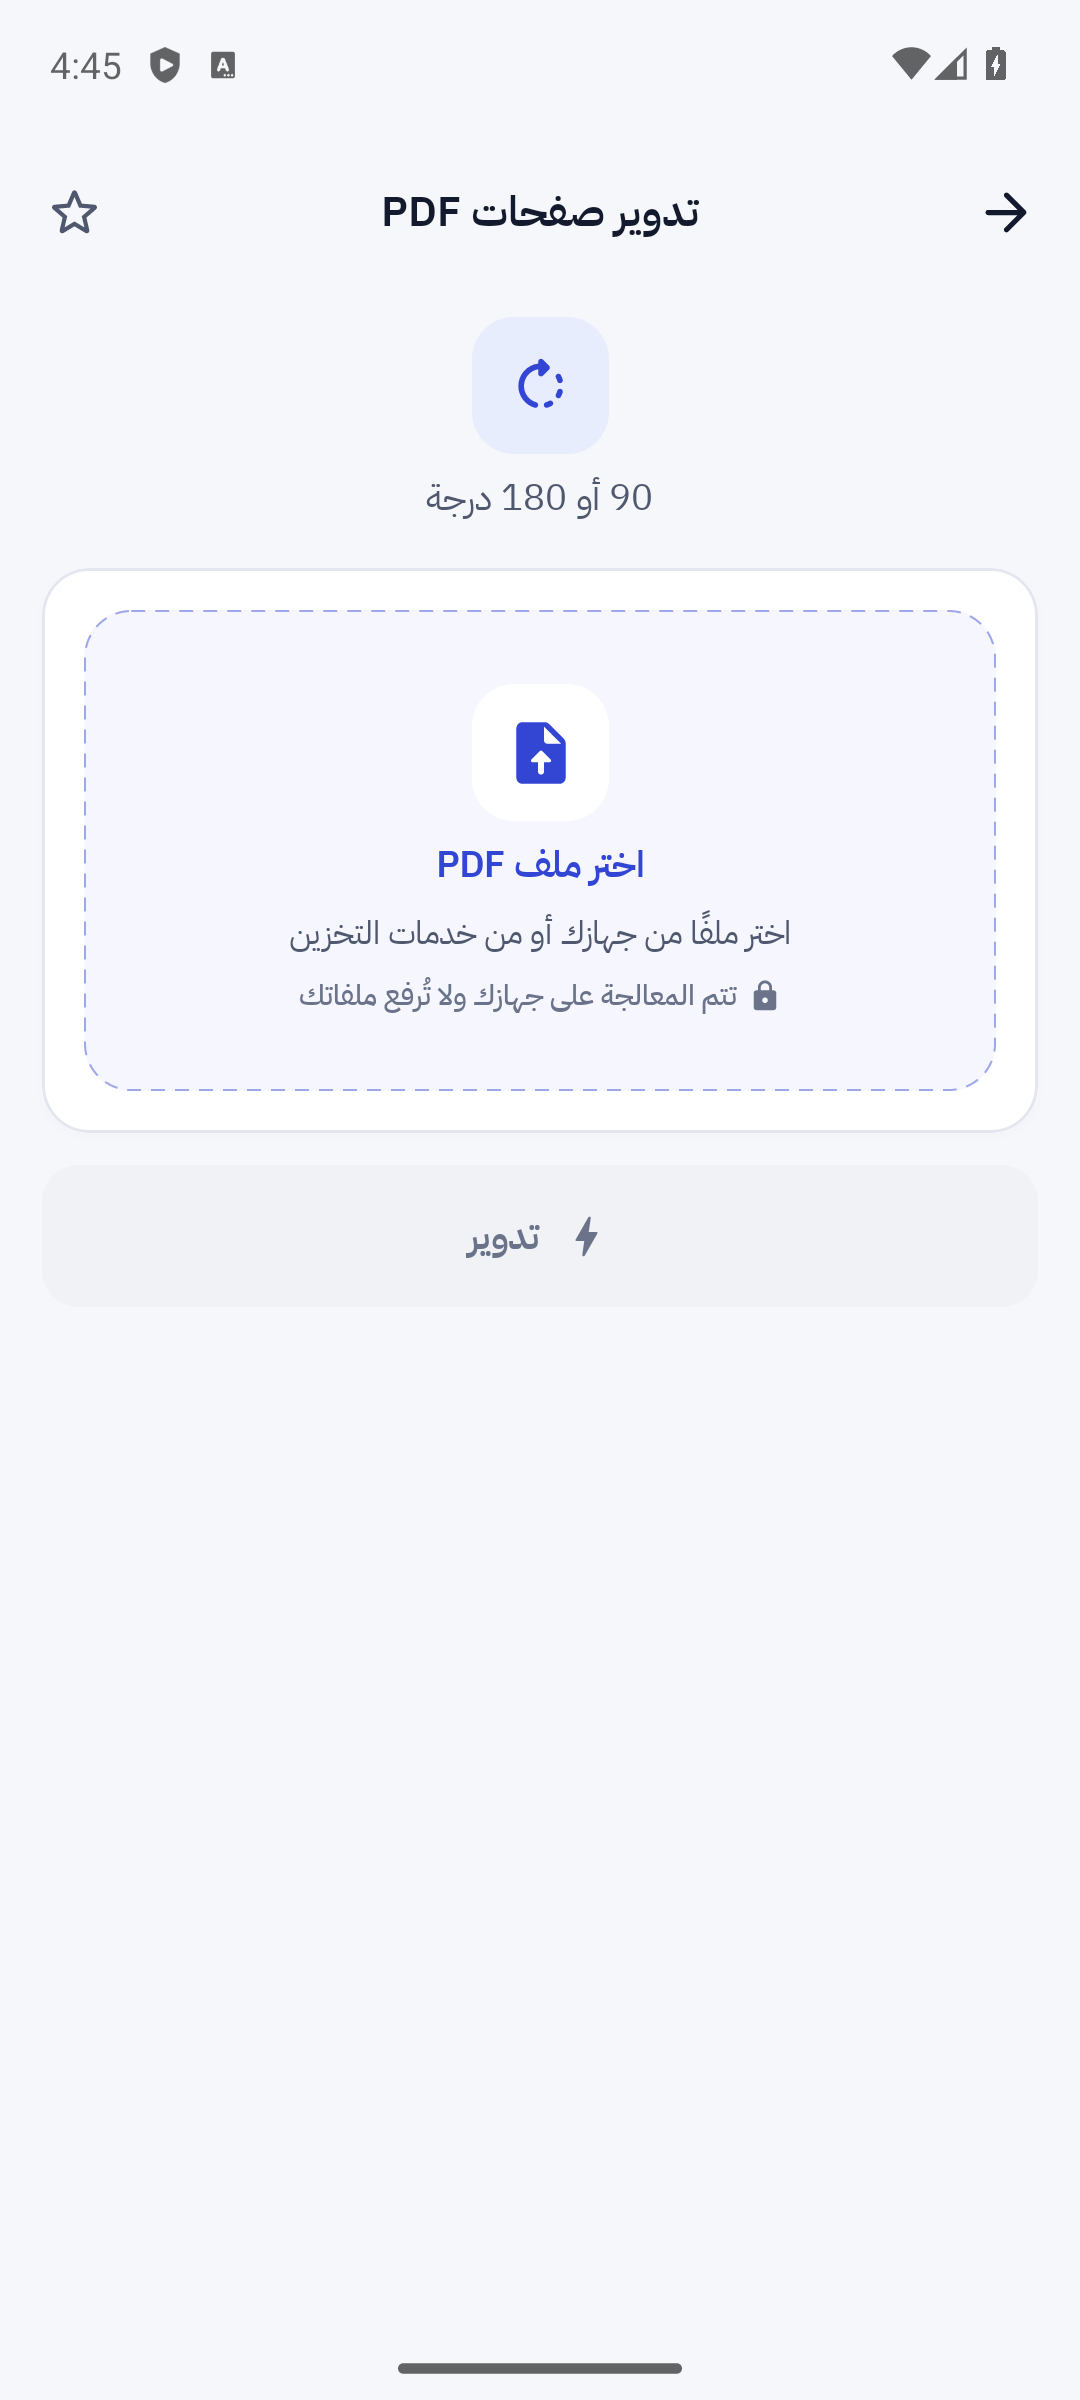 4:45
تدوير صفحات PDF
90 أو 180 درجة
اختر ملف PDF
اختر ملفًا من جهازك أو من خدمات التخزين
تتم المعالجة على جهازك ولا تُرفع ملفاتك
تدوير